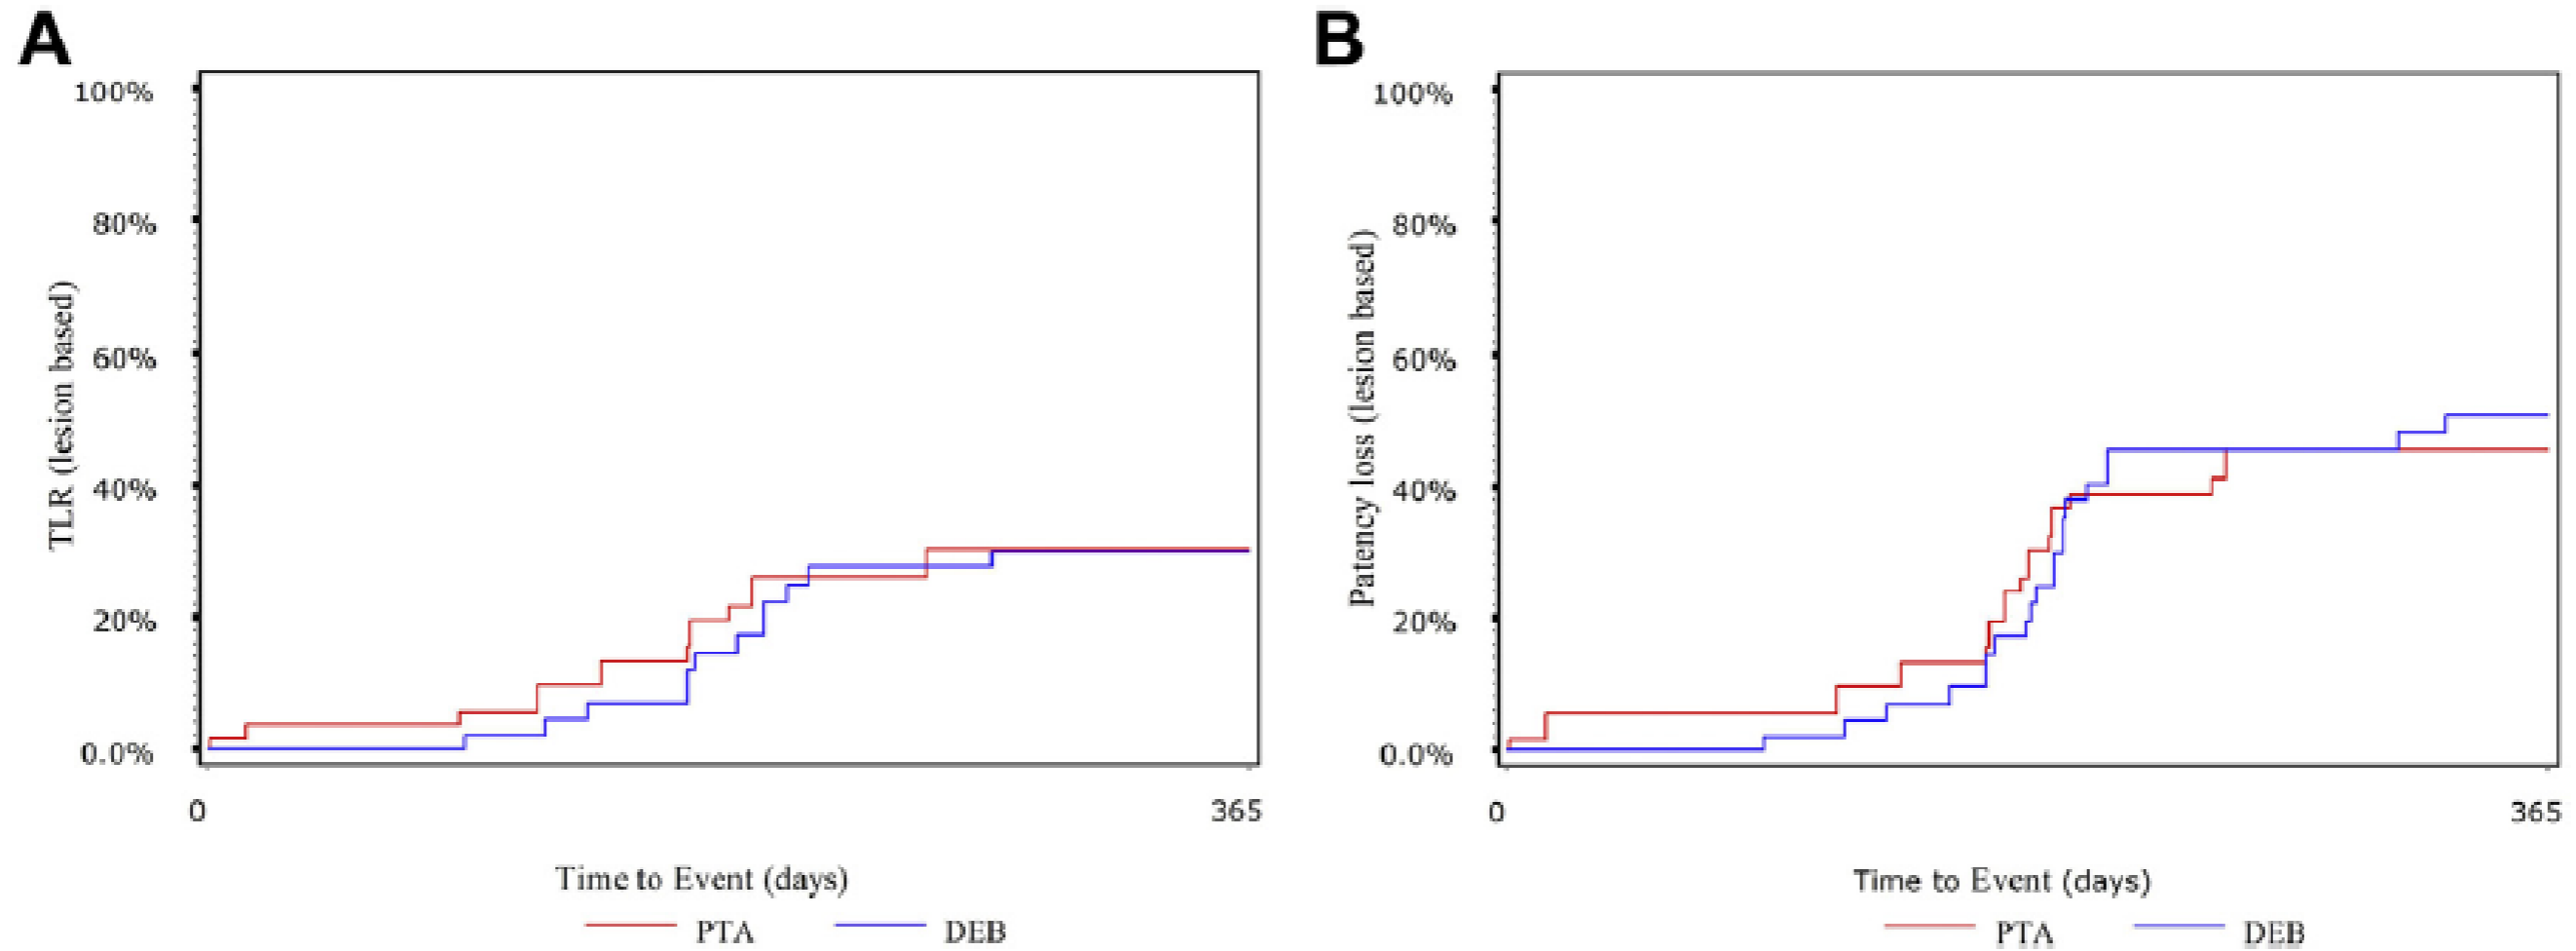 A
100%
80%
60%
40%
20%
0.0%
TLR (lesion based)
0
365
Time to Event (days)
PTA
DEB
B
100%
80%
60%
40%
20%
0.0%
Patency loss (lesion based)
0
365
Time to Event (days)
PTA
DEB